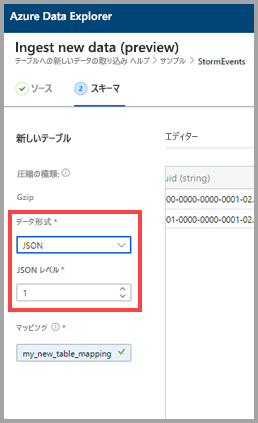 Azure Data Explorer
Ingest new data (preview)
テーブルへの新しいデータの取り込み ヘルプ > サンプル > StormEvents
ソース
2 スキーマ
新しいテーブル
エディター
圧縮の種類:
uid (string)
Gzip
00-0000-0000-0001-02.
データ形式 *
01-0000-0000-0001-02.
JSON
JSON レベル *
1
マッピング *
my_new_table_mapping